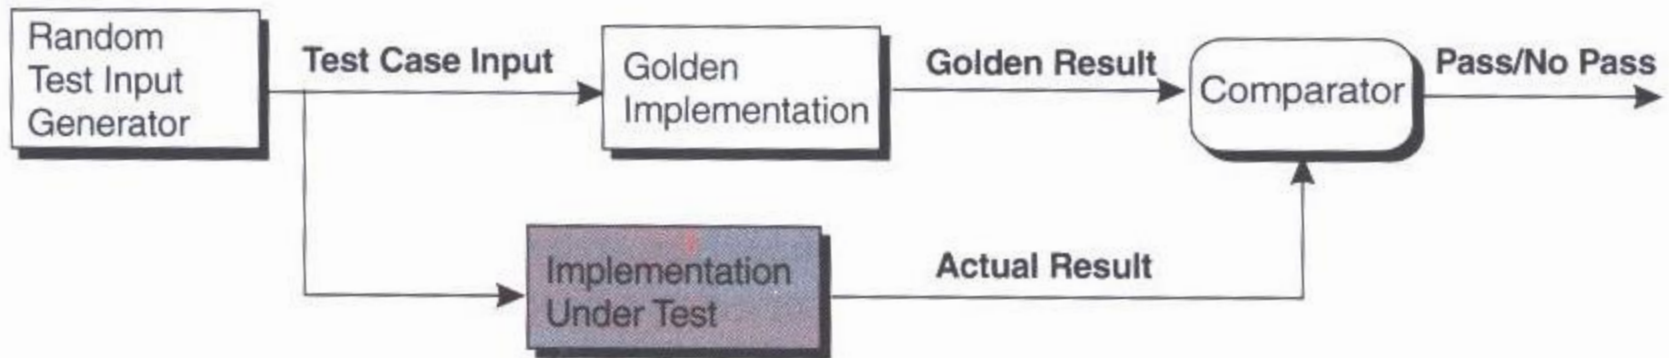 Random
Test Input
Generator
Test Case Input
Golden
Implementation
Golden Result
Comparator
Pass/No Pass
Implementation
Under Test
Actual Result